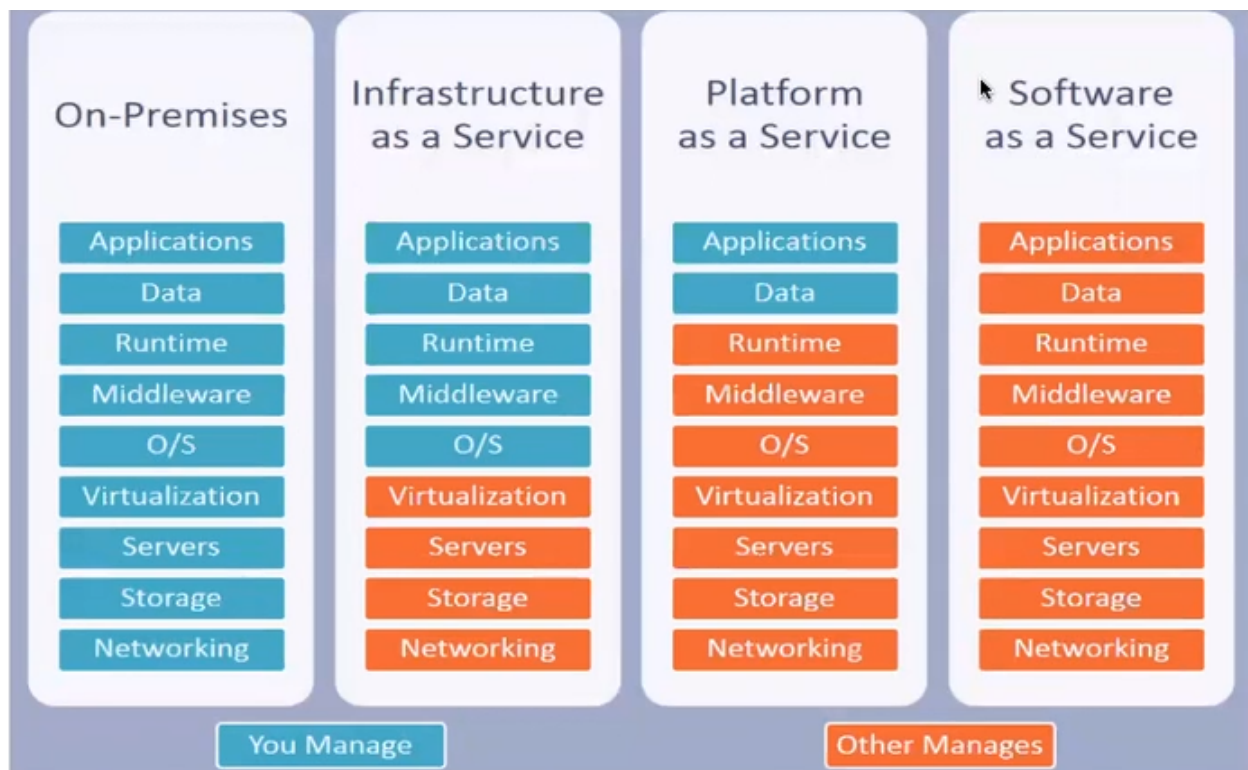 On-Premises
Applications
Data
Runtime
Middleware
O/S
Virtualization
Servers
Storage
Networking
Infrastructure
as a Service
Applications
Data
Runtime
Middleware
O/S
Virtualization
Servers
Storage
Networking
Platform
as a Service
Applications
Data
Runtime
Middleware
O/S
Virtualization
Servers
Storage
Networking
Software
as a Service
Applications
Data
Runtime
Middleware
O/S
Virtualization
Servers
Storage
Networking
You Manage
Other Manages